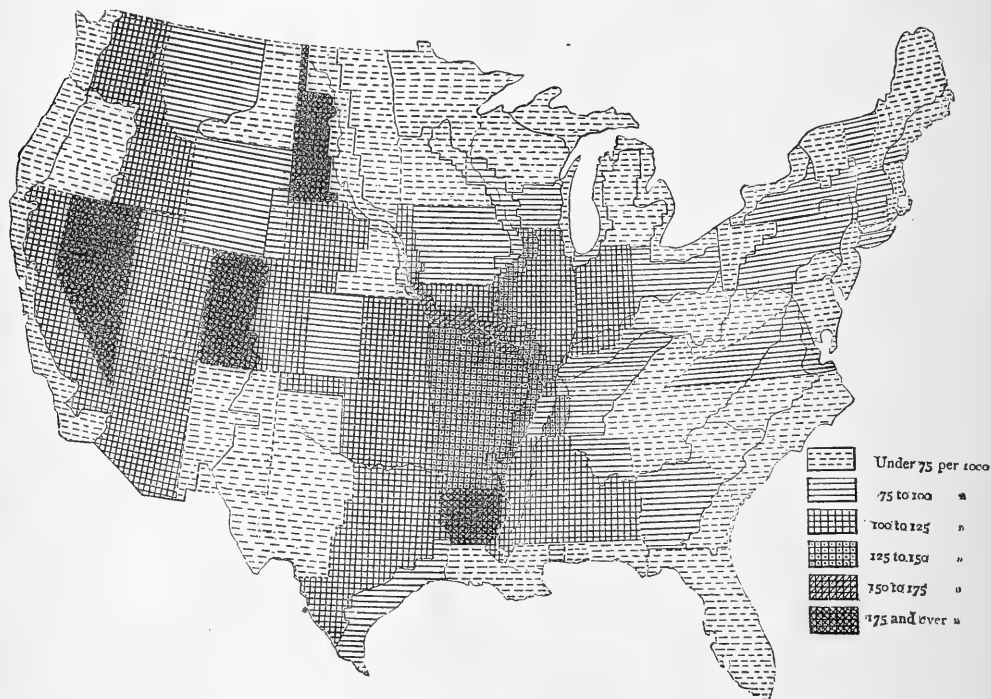 Under 75 per 1000
75 to 100 "
100 to 125 "
125 to 150 "
150 to 175 "
175 and over "